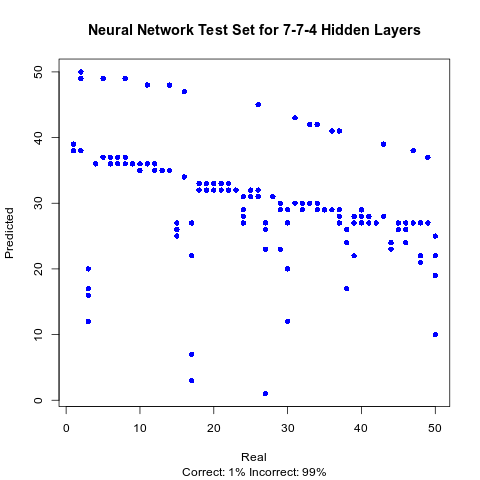 Neural Network Test Set for 7-7-4 Hidden Layers
50
40
30
20
10
0
Predicted
0 10 20 30 40 50
Real
Correct: 1% Incorrect: 99%